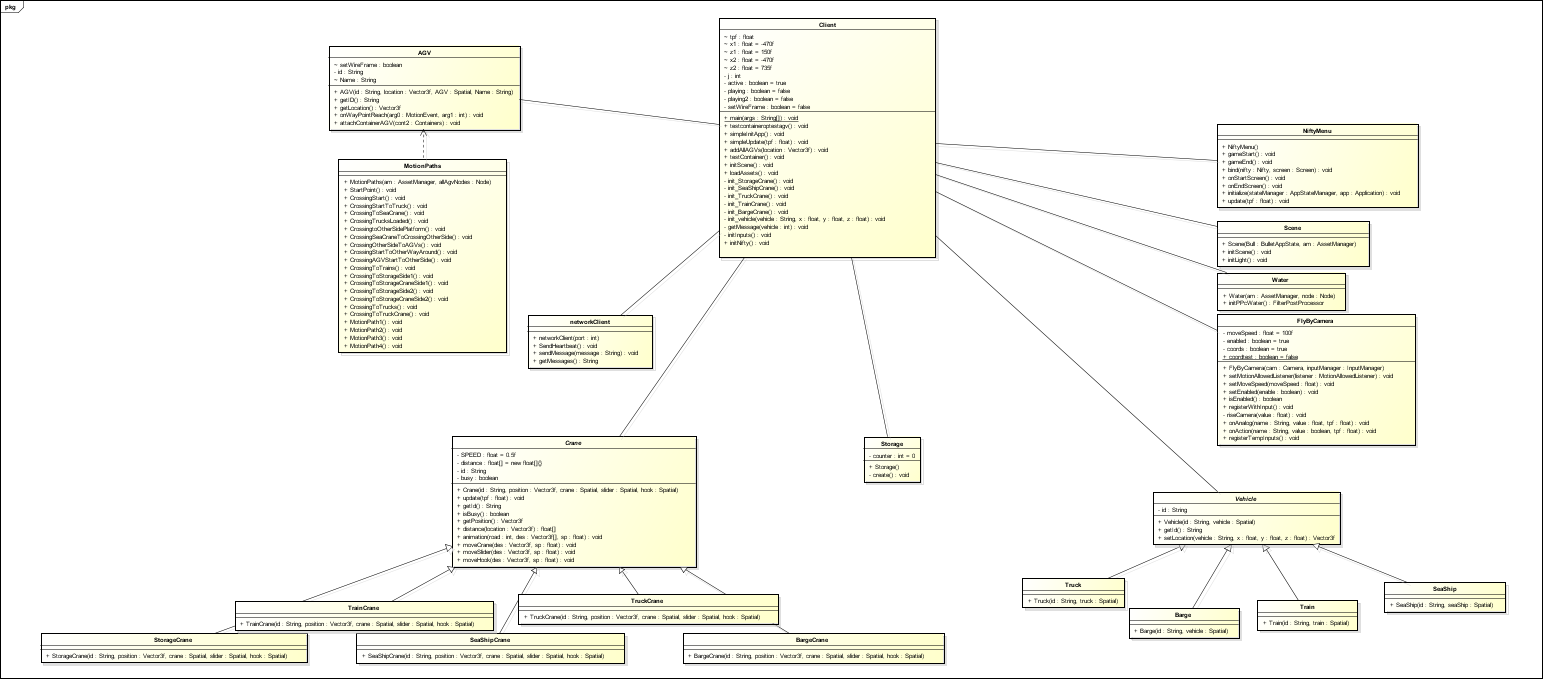 pkg
Client
~ tpf : float
~ x1 : float = -470f
~ z1 : float = 150f
~ x2 : float = -470f
~ z2 : float = 735f
- j : int
- active : boolean = true
- playing : boolean = false
- playing2 : boolean = false
- setWireFrame : boolean = false
+ main(args : String[]) : void
+ testcontaineroptextagv() : void
+ simpleInitApp() : void
+ simpleUpdate(tpf : float) : void
+ addAllAGVs(location : Vector3f) : void
+ testContainer() : void
+ initScene() : void
+ loadAssets() : void
- init_StorageCrane() : void
- init_SeaShipCrane() : void
- init_TruckCrane() : void
- init_TrainCrane() : void
- init_BargeCrane() : void
- init_vehicle(vehicle : String, x : float, y : float, z : float) : void
- getMessage(vehicle : int) : void
- initInputs() : void
+ initNifty() : void
AGV
~ setWireFrame : boolean
- id : String
~ Name : String
+ AGV(id : String, location : Vector3f, AGV : Spatial, Name : String)
+ getID() : String
+ getLocation() : Vector3f
+ onWayPointReach(arg0 : MotionEvent, arg1 : int) : void
+ attachContainerAGV(cont2 : Containers) : void
MotionPaths
+ MotionPaths(am : AssetManager, allAgvNodes : Node)
+ StartPoint() : void
+ CrossingStart() : void
+ CrossingStartToTruck() : void
+ CrossingToSeaCrane() : void
+ CrossingTrucksLoaded() : void
+ CrossingtoOtherSidePlatform() : void
+ CrossingSeaCraneToCrossingOtherSide() : void
+ CrossingOtherSideToAGVs() : void
+ CrossingStartToOtherWayAround() : void
+ CrossingAGVStartToOtherSide() : void
+ CrossingToTrains() : void
+ CrossingToStorageSide1() : void
+ CrossingToStorageCraneSide1() : void
+ CrossingToStorageSide2() : void
+ CrossingToStorageCraneSide2() : void
+ CrossingToTrucks() : void
+ CrossingToTruckCrane() : void
+ MotionPath1() : void
+ MotionPath2() : void
+ MotionPath3() : void
+ MotionPath4() : void
NiftyMenu
+ NiftyMenu()
+ gameStart() : void
+ gameEnd() : void
+ bind(nifty : Nifty, screen : Screen) : void
+ onStartScreen() : void
+ onEndScreen() : void
+ initialize(stateManager : AppStateManager, app : Application) : void
+ update(tpf : float) : void
Scene
+ Scene(Bull : BulletAppState, am : AssetManager)
+ initScene() : void
+ initLight() : void
Water
+ Water(am : AssetManager, node : Node)
+ initPPcWater() : FilterPostProcessor
FlyByCamera
- moveSpeed : float = 100f
- enabled : boolean = true
- coords : boolean = true
+ coordtest : boolean = false
+ FlyByCamera(cam : Camera, inputManager : InputManager)
+ setMotionAllowedListener(listener : MotionAllowedListener) : void
+ setMoveSpeed(moveSpeed : float) : void
+ setEnabled(enable : boolean) : void
+ isEnabled() : boolean
+ registerWithInput() : void
- riseCamera(value : float) : void
+ onAnalog(name : String, value : float, tpf : float) : void
+ onAction(name : String, value : boolean, tpf : float) : void
+ registerTempInputs() : void
networkClient
+ networkClient(port : int)
+ SendHeartbeat() : void
+ sendMessage(message : String) : void
+ getMessages() : String
Crane
- SPEED : float = 0.5f
- distance : float[] = new float[]{}
- id : String
- busy : boolean
+ Crane(id : String, position : Vector3f, crane : Spatial, slider : Spatial, hook : Spatial)
+ update(tpf : float) : void
+ getId() : String
+ isBusy() : boolean
+ getPosition() : Vector3f
+ distance(location : Vector3f) : float[]
+ animation(road : int, des : Vector3f[], sp : float) : void
+ moveCrane(des : Vector3f, sp : float) : void
+ moveSlider(des : Vector3f, sp : float) : void
+ moveHook(des : Vector3f, sp : float) : void
Storage
- counter : int = 0
+ Storage()
- create() : void
Vehicle
- id : String
+ Vehicle(id : String, vehicle : Spatial)
+ getId() : String
+ setLocation(vehicle : String, x : float, y : float, z : float) : Vector3f
Truck
+ Truck(id : String, truck : Spatial)
Barge
+ Barge(id : String, vehicle : Spatial)
Train
+ Train(id : String, train : Spatial)
SeaShip
+ SeaShip(id : String, seaShip : Spatial)
TrainCrane
+ TrainCrane(id : String, position : Vector3f, crane : Spatial, slider : Spatial, hook : Spatial)
TruckCrane
+ TruckCrane(id : String, position : Vector3f, crane : Spatial, slider : Spatial, hook : Spatial)
StorageCrane
+ StorageCrane(id : String, position : Vector3f, crane : Spatial, slider : Spatial, hook : Spatial)
SeaShipCrane
+ SeaShipCrane(id : String, position : Vector3f, crane : Spatial, slider : Spatial, hook : Spatial)
BargeCrane
+ BargeCrane(id : String, position : Vector3f, crane : Spatial, slider : Spatial, hook : Spatial)